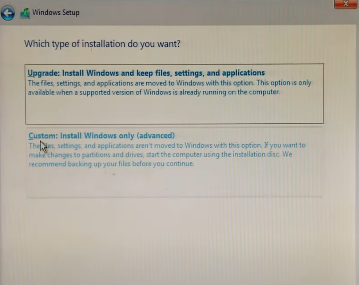 Windows Setup
Which type of installation do you want?
Upgrade: Install Windows and keep files, settings, and applications
The files, settings, and applications are moved to Windows with this option. This option is only
available when a supported version of Windows is already running on the computer.
Custom: Install Windows only (advanced)
The files, settings, and applications aren't moved to Windows with this option. If you want to
make changes to partitions and drives, start the computer using the installation disc. We
recommend backing up your files before you continue.